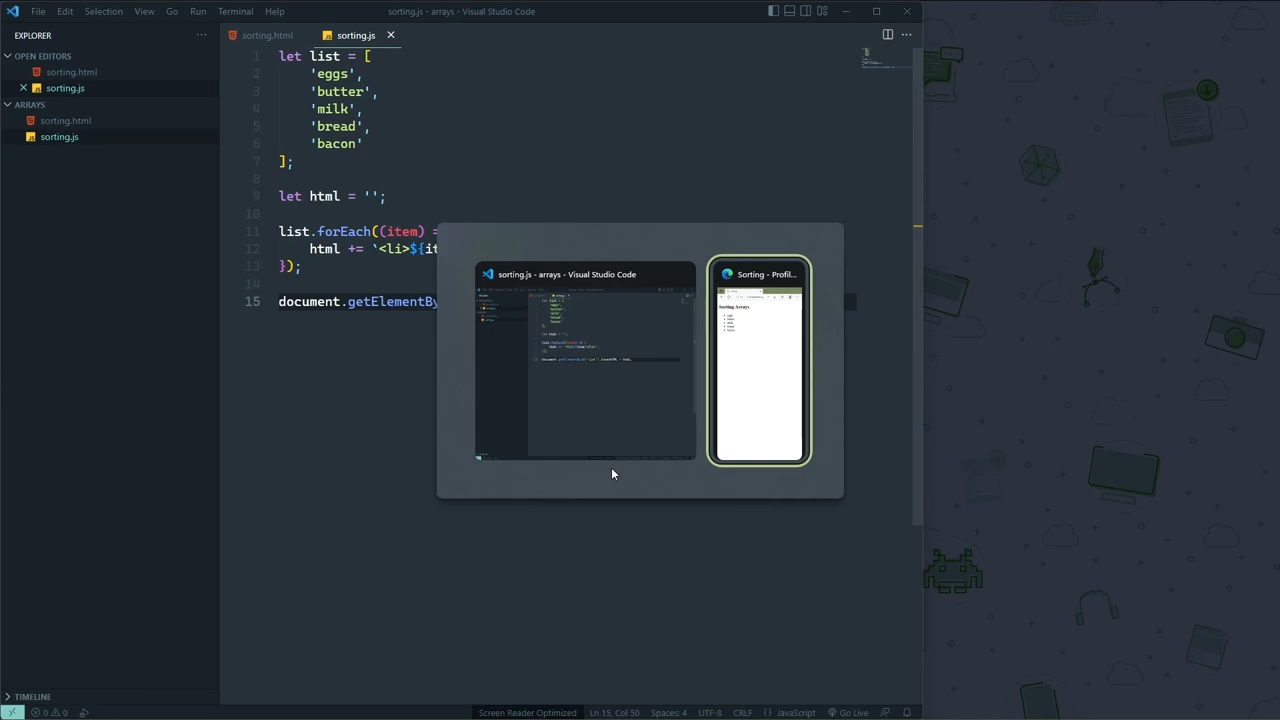 File Edit Selection View Go Run Terminal Help
sorting.js - arrays - Visual Studio Code
EXPLORER
OPEN EDITORS
sorting.html
sorting.js
ARRAYS
sorting.html
sorting.js
TIMELINE
sorting.html sorting.js
1 let list = [
2 'eggs',
3 'butter',
4 'milk',
5 'bread',
6 'bacon'
7 ];
8
9 let html = '';
10
11 list.forEach((item) =
12 html += `<li>${it
13 });
14
15 document.getElementBy
sorting.js - arrays - Visual Studio Code
Sorting - Profil...
Sorting Arrays
0 0 Screen Reader Optimized Ln 15, Col 50 Spaces: 4 UTF-8 CRLF {} JavaScript Go Live